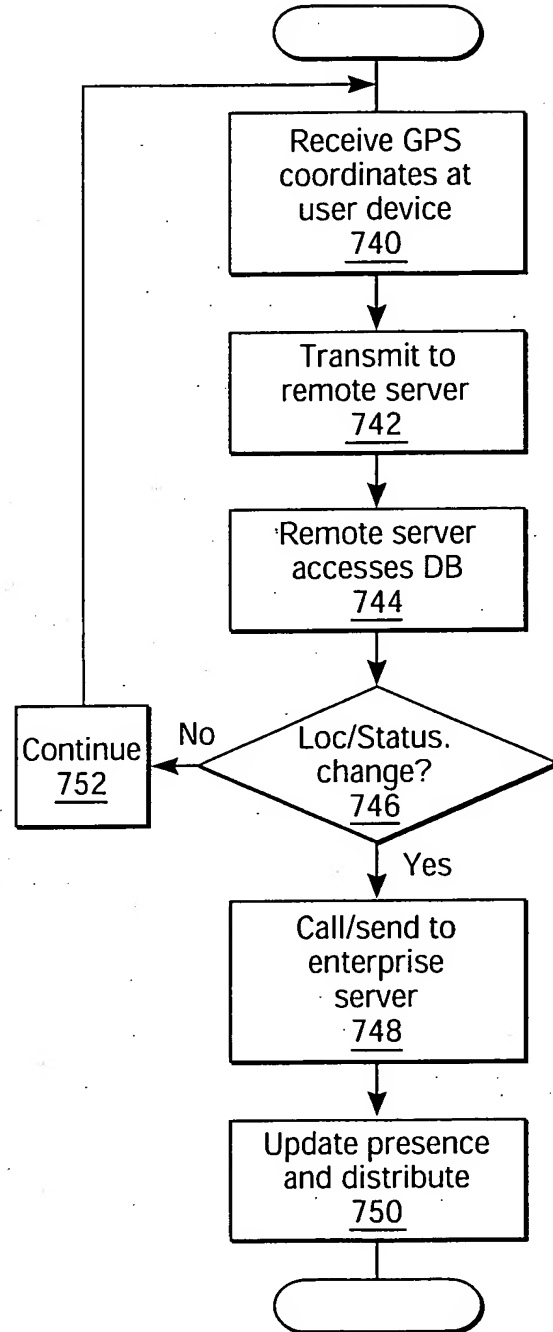 Receive GPS
coordinates at
user device
740
Transmit to
remote server
742
Remote server
accesses DB
744
Loc/Status.
change?
746
No
Continue
752
Yes
Call/send to
enterprise
server
748
Update presence
and distribute
750